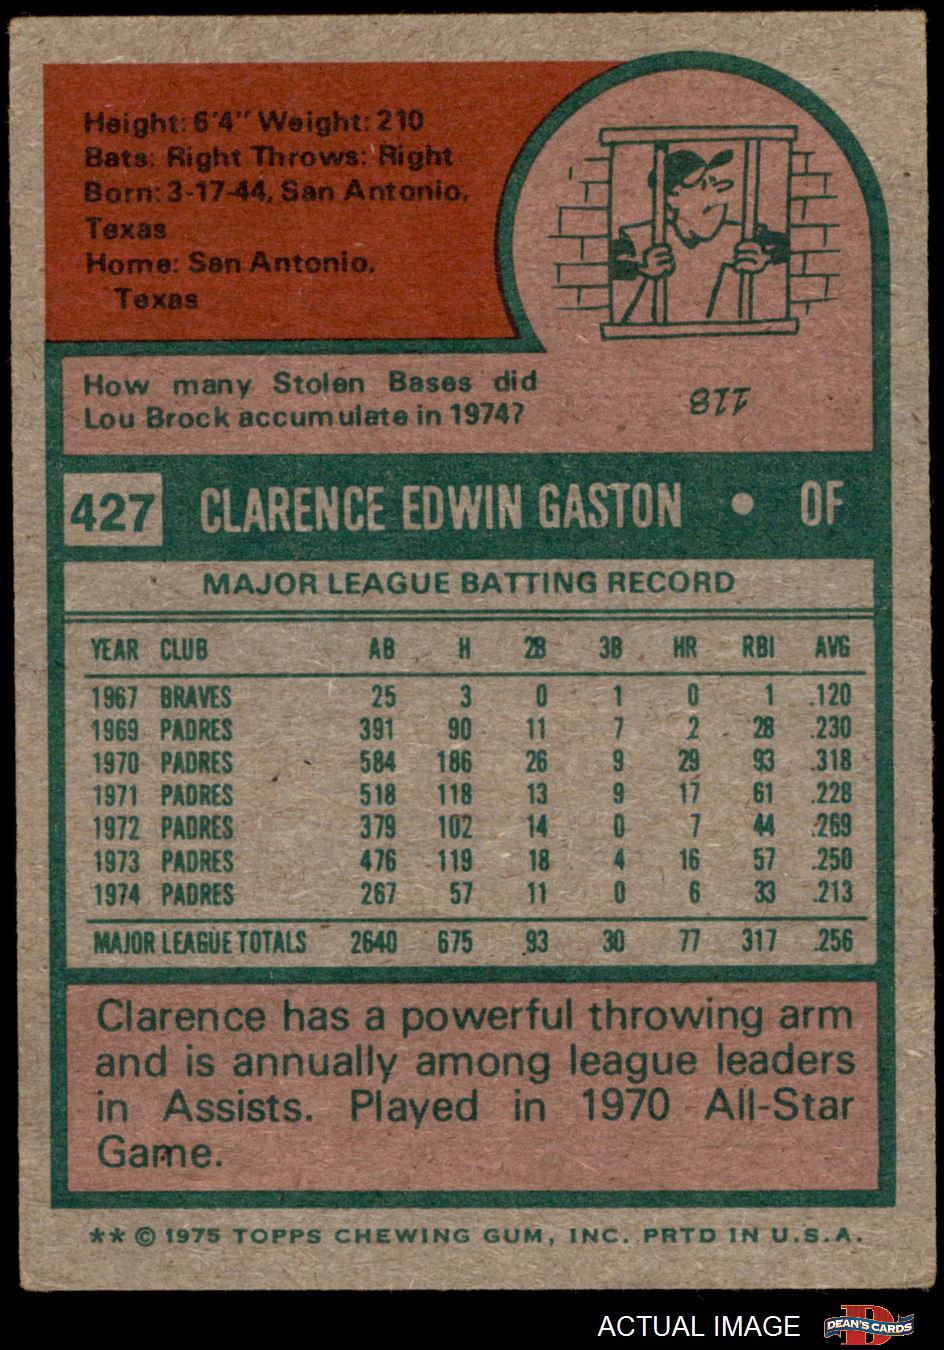 Height: 6'4" Weight: 210
Bats: Right Throws: Right
Born: 3-17-44, San Antonio,
Texas
Home: San Antonio,
Texas
How many Stolen Bases did
Lou Brock accumulate in 1974?
118
427 CLARENCE EDWIN GASTON • OF
MAJOR LEAGUE BATTING RECORD
YEAR CLUB AB H 2B 3B HR RBI AVG
1967 BRAVES 25 3 0 1 0 1 .120
1969 PADRES 391 90 11 7 2 28 .230
1970 PADRES 584 186 26 9 29 93 .318
1971 PADRES 518 118 13 9 17 61 .228
1972 PADRES 379 102 14 0 7 44 .269
1973 PADRES 476 119 18 4 16 57 .250
1974 PADRES 267 57 11 0 6 33 .213
MAJOR LEAGUE TOTALS 2640 675 93 30 77 317 .256
Clarence has a powerful throwing arm
and is annually among league leaders
in Assists. Played in 1970 All-Star
Game.
** © 1975 TOPPS CHEWING GUM, INC. PRTD IN U.S.A.
ACTUAL IMAGE DEAN'S CARDS